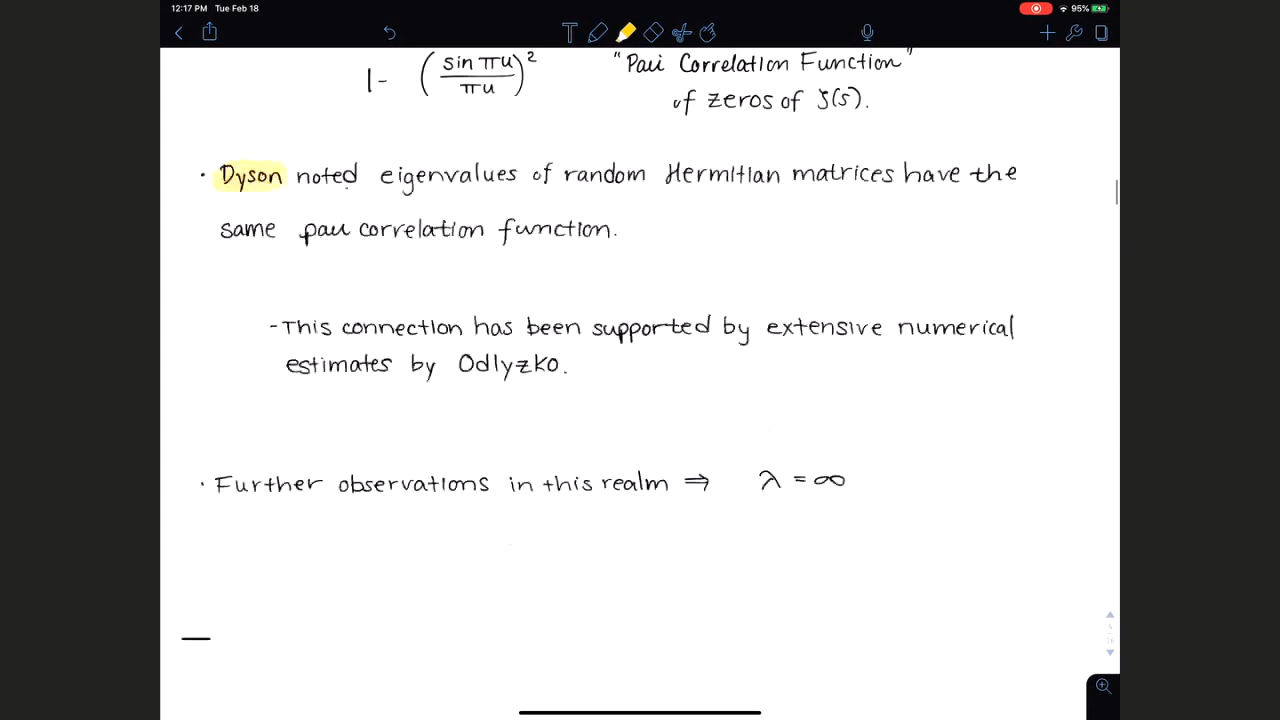 12:17 PM Tue Feb 18
95%
1- (sin πu / πu)²
"Pair Correlation Function"
of zeros of ζ(s).
· Dyson noted eigenvalues of random Hermitian matrices have the
same pair correlation function.
- This connection has been supported by extensive numerical
estimates by Odlyzko.
· Further observations in this realm ⇒ λ = ∞